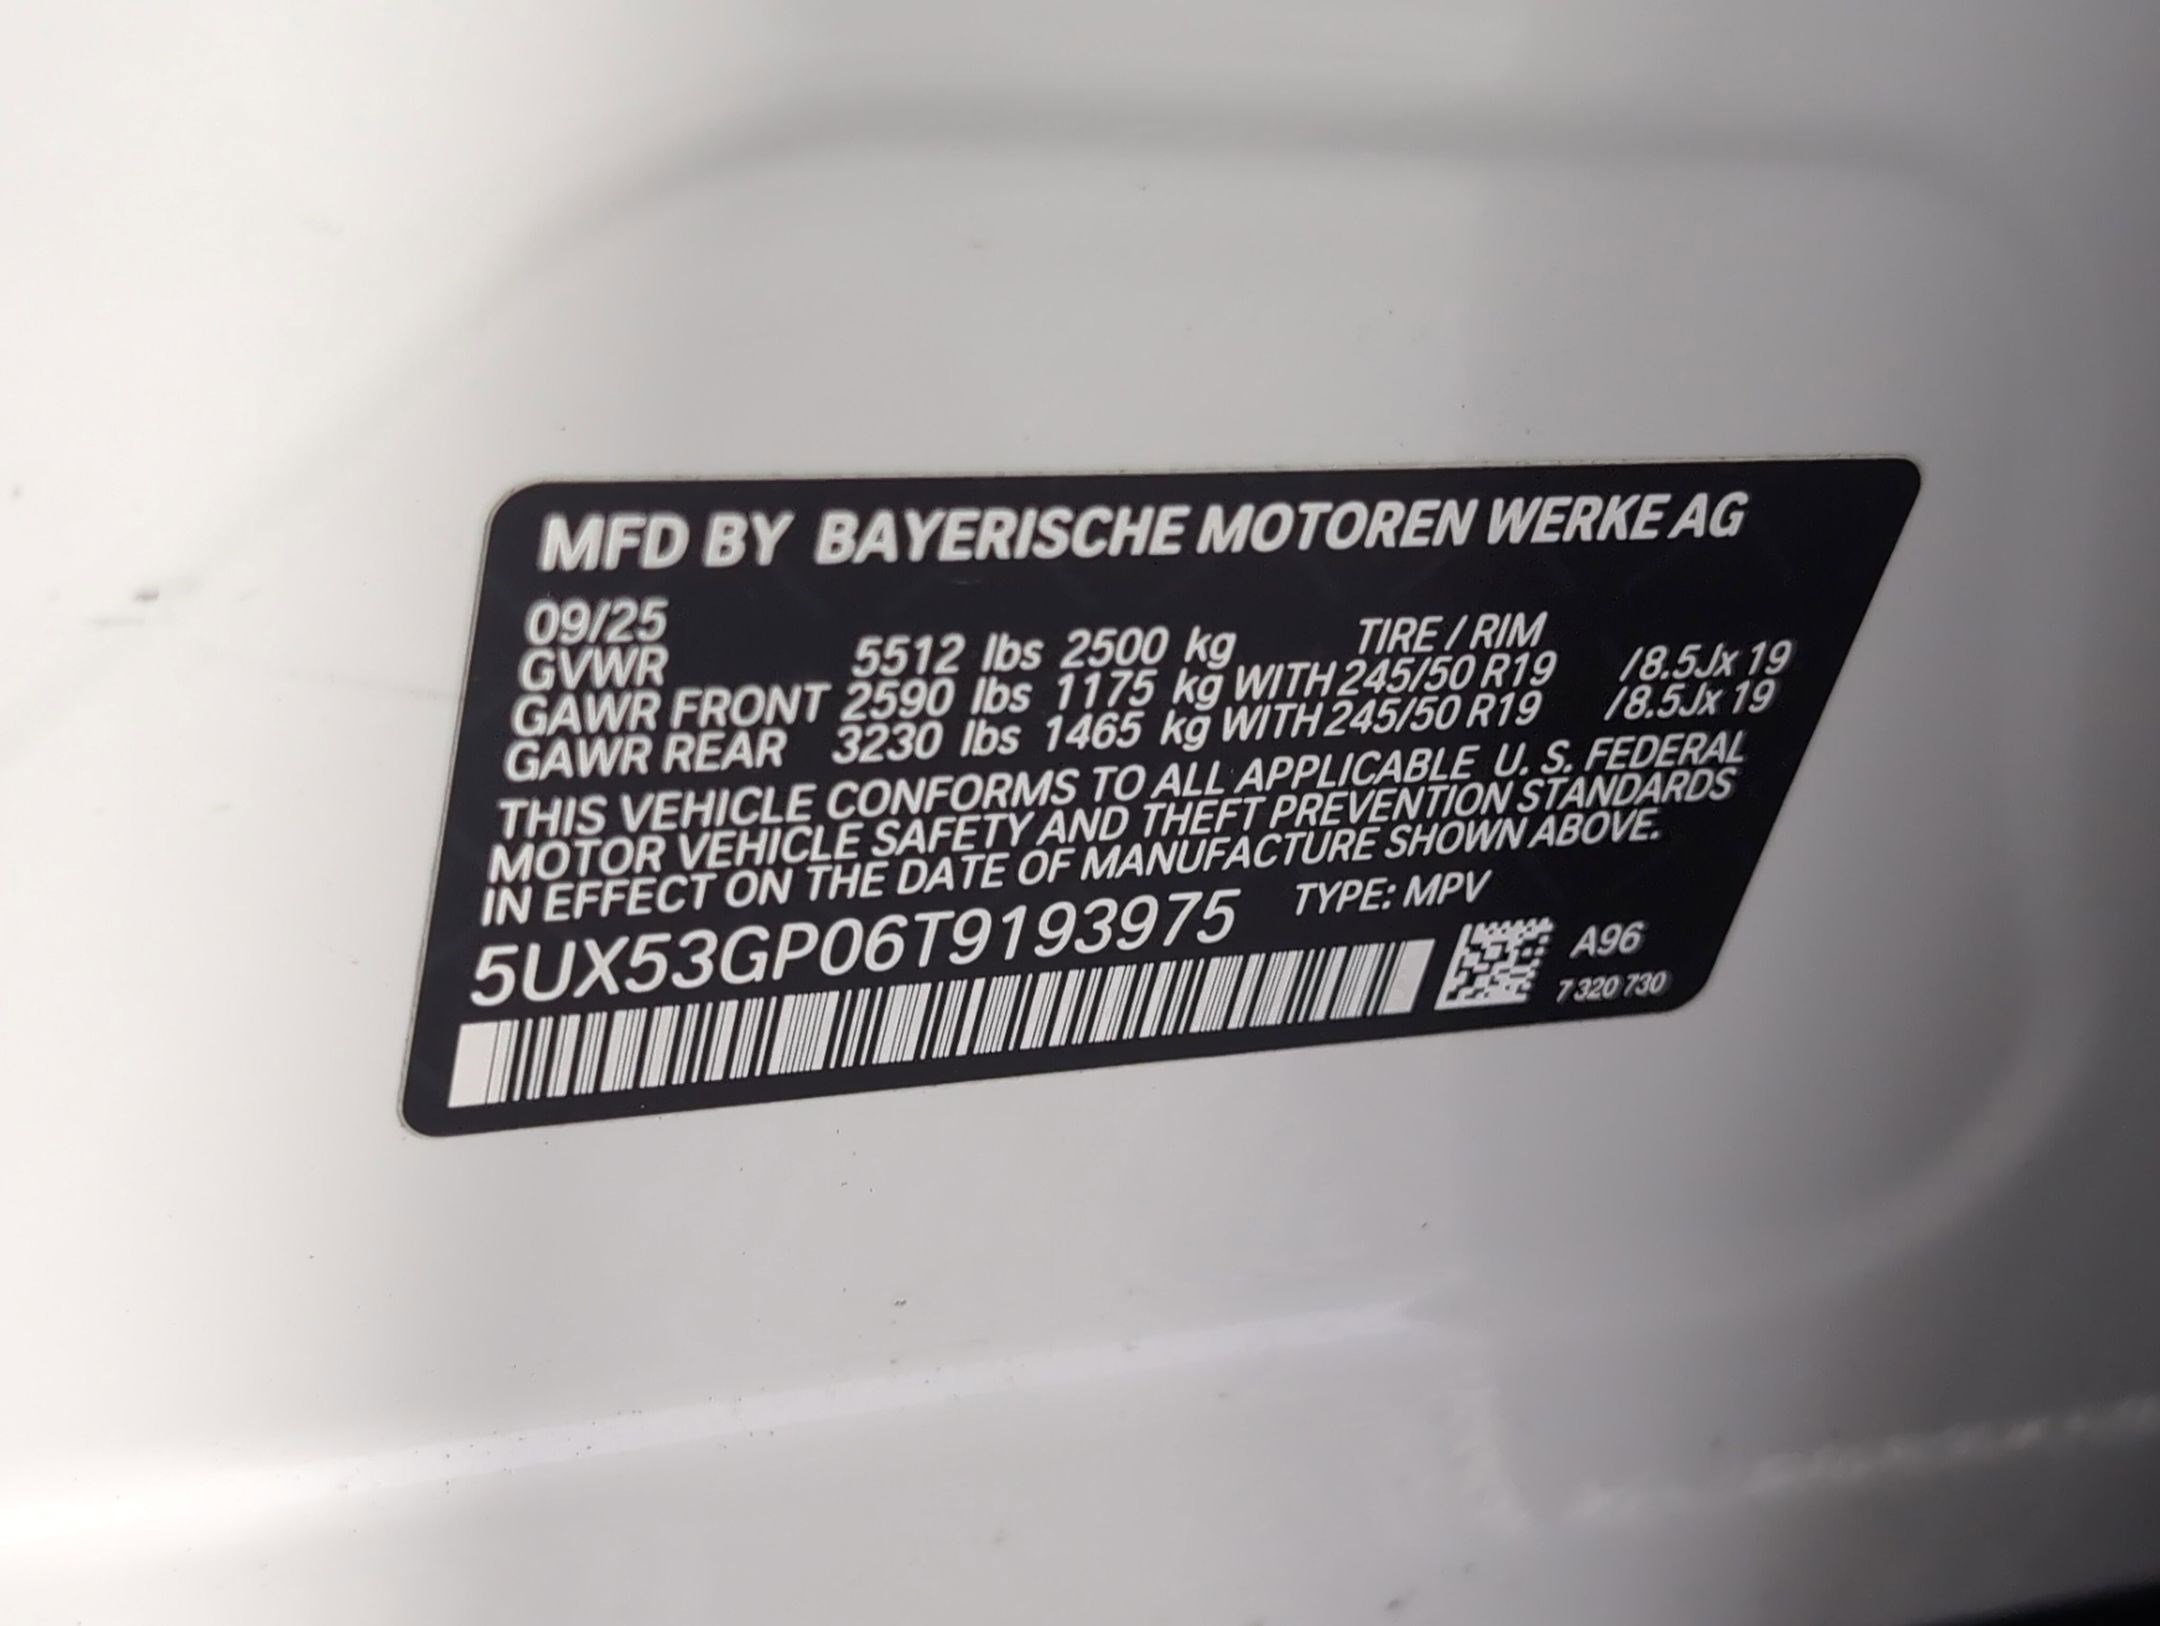 MFD BY BAYERISCHE MOTOREN WERKE AG
09/25
GVWR 5512 lbs 2500 kg TIRE / RIM
GAWR FRONT 2590 lbs 1175 kg WITH 245/50 R19 /8.5Jx 19
GAWR REAR 3230 lbs 1465 kg WITH 245/50 R19 /8.5Jx 19
THIS VEHICLE CONFORMS TO ALL APPLICABLE U. S. FEDERAL
MOTOR VEHICLE SAFETY AND THEFT PREVENTION STANDARDS
IN EFFECT ON THE DATE OF MANUFACTURE SHOWN ABOVE.
5UX53GP06T9193975 TYPE: MPV
A96
7 320 730